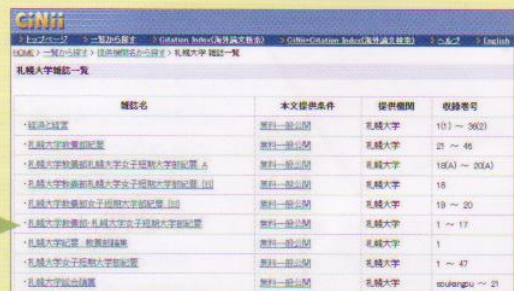 CiNii
トップページ 一覧から探す Citation Index(海外論文検索) CiNii+Citation Index(海外論文検索) ヘルプ English
HOME > 一覧から探す > 提供機関名から探す > 札幌大学 雑誌一覧
札幌大学雑誌一覧
雑誌名 本文提供条件 提供機関 収録巻号
・経済と経営 無料一般公開 札幌大学 1(1) ～ 36(2)
・札幌大学教養部紀要 無料一般公開 札幌大学 21 ～ 46
・札幌大学教養部札幌大学女子短期大学部紀要 A 無料一般公開 札幌大学 18(A) ～ 20(A)
・札幌大学教養部札幌大学女子短期大学部紀要 [II] 無料一般公開 札幌大学 18
・札幌大学教養部女子短期大学部紀要 [II] 無料一般公開 札幌大学 19 ～ 20
・札幌大学教養部・札幌大学女子短期大学部紀要 無料一般公開 札幌大学 1 ～ 17
・札幌大学紀要 教養部論集 無料一般公開 札幌大学 1
・札幌大学女子短期大学部紀要 無料一般公開 札幌大学 1 ～ 47
・札幌大学総合論叢 無料一般公開 札幌大学 soukangou ～ 21